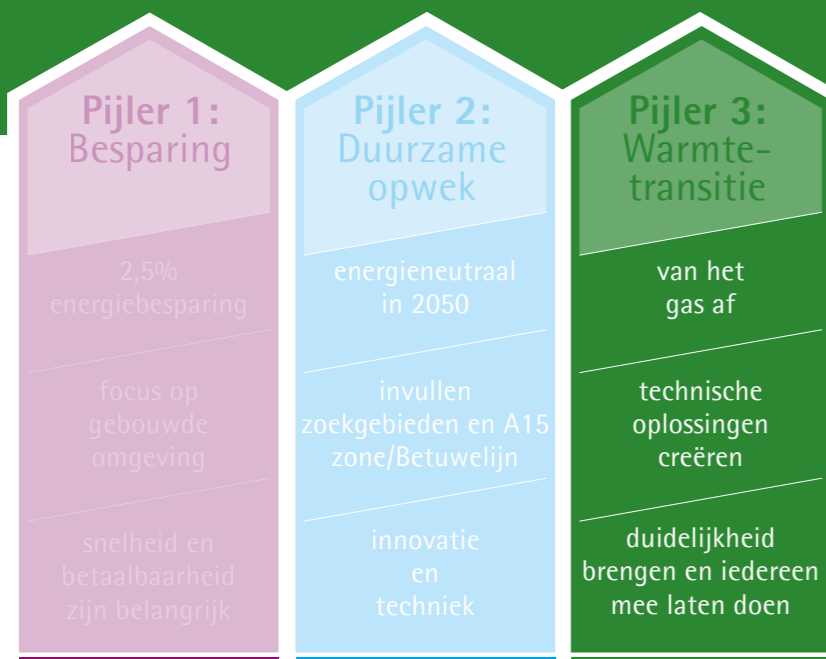 Pijler 1:
Besparing
2,5%
energiebesparing
focus op
gebouwde
omgeving
snelheid en
betaalbaarheid
zijn belangrijk
Pijler 2:
Duurzame
opwek
energieneutraal
in 2050
invullen
zoekgebieden en A15
zone/Betuwelijn
innovatie
en
techniek
Pijler 3:
Warmte-
transitie
van het
gas af
technische
oplossingen
creëren
duidelijkheid
brengen en iedereen
mee laten doen